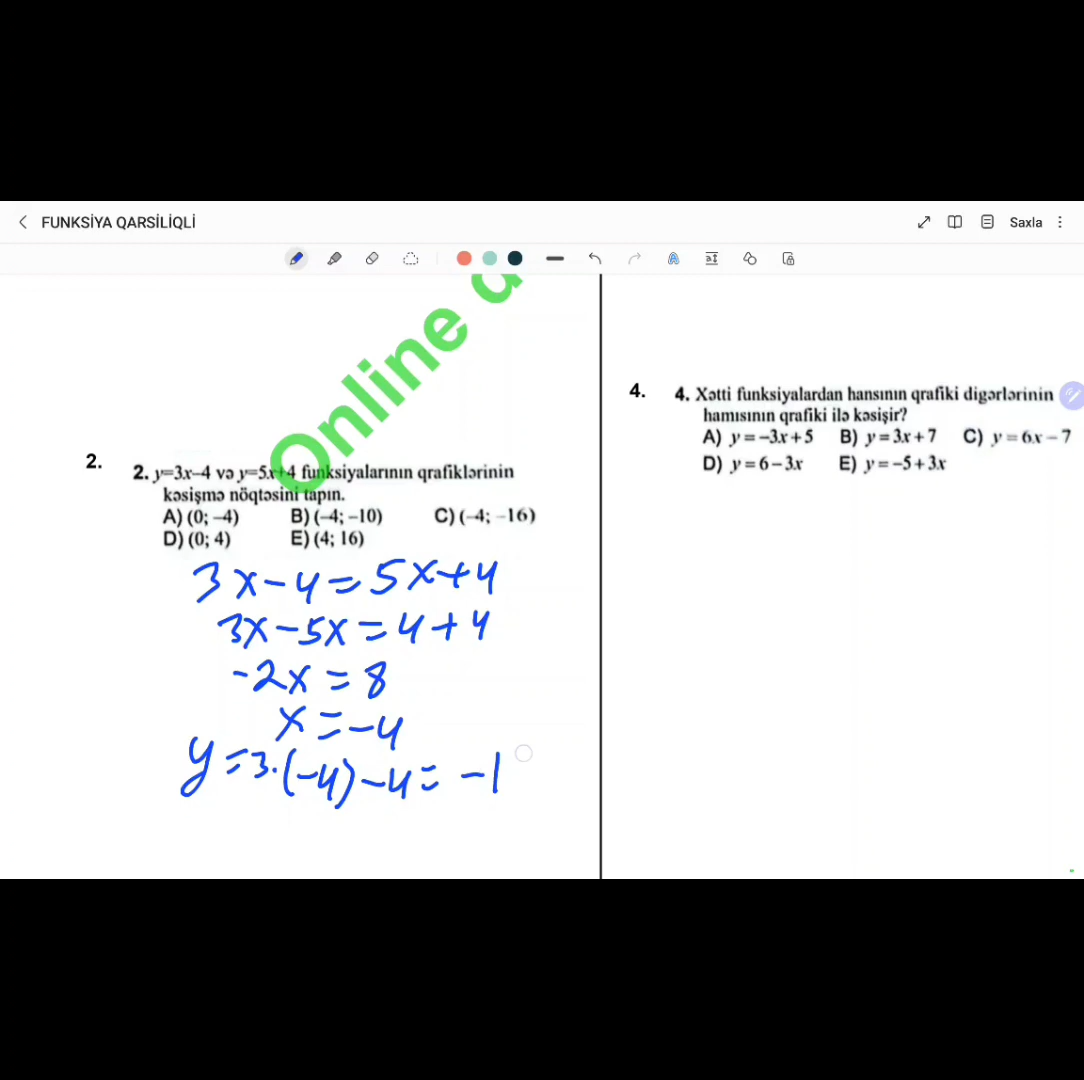 FUNKSİYA QARSİLİQLİ
Saxla
Online
2.
2. y=3x–4 və y=5x+4 funksiyalarının qrafiklərinin
kəsişmə nöqtəsini tapın.
A) (0; –4) B) (–4; –10) C) (–4; –16)
D) (0; 4) E) (4; 16)
3x-4=5x+4
3x-5x=4+4
-2x=8
x=-4
y=3·(-4)-4=-1
4.
4. Xətti funksiyalardan hansının qrafiki digərlərinin
hamısının qrafiki ilə kəsişir?
A) y=–3x+5 B) y=3x+7 C) y=6x–7
D) y=6–3x E) y=–5+3x